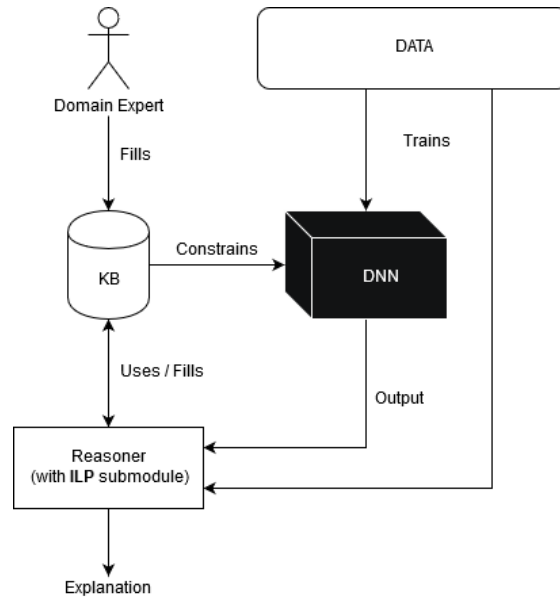 DATA
Domain Expert
Fills
Trains
KB
Constrains
DNN
Uses / Fills
Output
Reasoner
(with ILP submodule)
Explanation